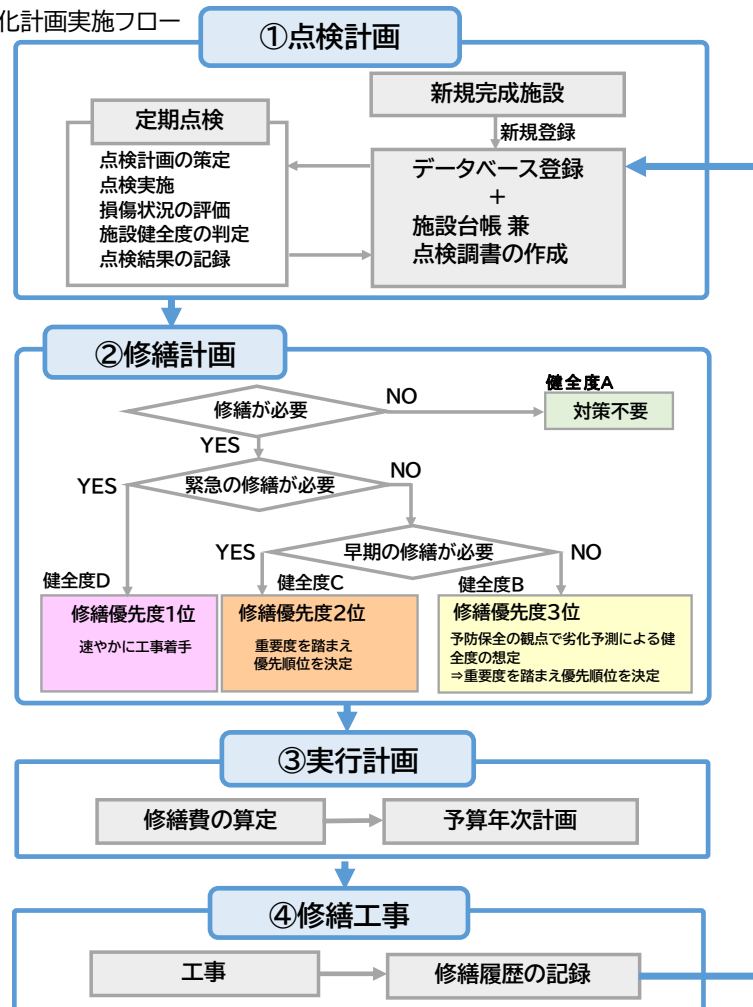 化計画実施フロー
①点検計画
新規完成施設
定期点検
新規登録
点検計画の策定
点検実施
損傷状況の評価
施設健全度の判定
点検結果の記録
データベース登録
+
施設台帳 兼
点検調書の作成
②修繕計画
修繕が必要
NO
健全度A
対策不要
YES
YES
緊急の修繕が必要
NO
YES
早期の修繕が必要
NO
健全度D
健全度C
健全度B
修繕優先度1位
速やかに工事着手
修繕優先度2位
重要度を踏まえ
優先順位を決定
修繕優先度3位
予防保全の観点で劣化予測による健
全度の想定
⇒重要度を踏まえ優先順位を決定
③実行計画
修繕費の算定
予算年次計画
④修繕工事
工事
修繕履歴の記録